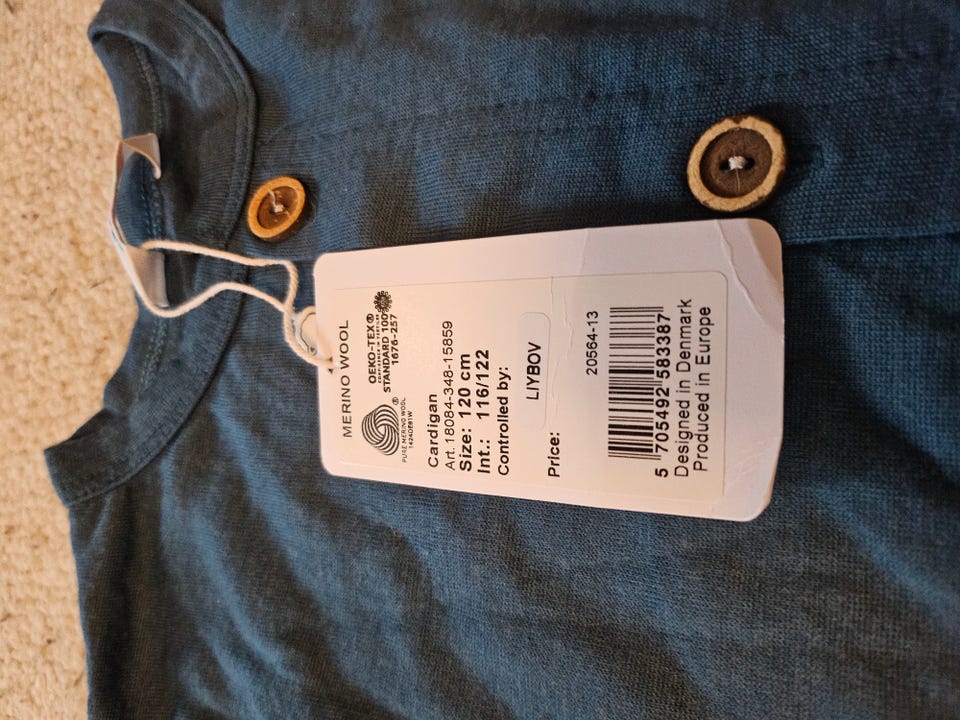 MERINO WOOL
OEKO-TEX®
STANDARD 100
1676-257
®
PURE MERINO WOOL
Cardigan
Art. 18084-348-15859
Size: 120 cm
Int.: 116/122
Controlled by:
LIYBOV
Price:
20564-13
5 705492 583387
Designed in Denmark
Produced in Europe